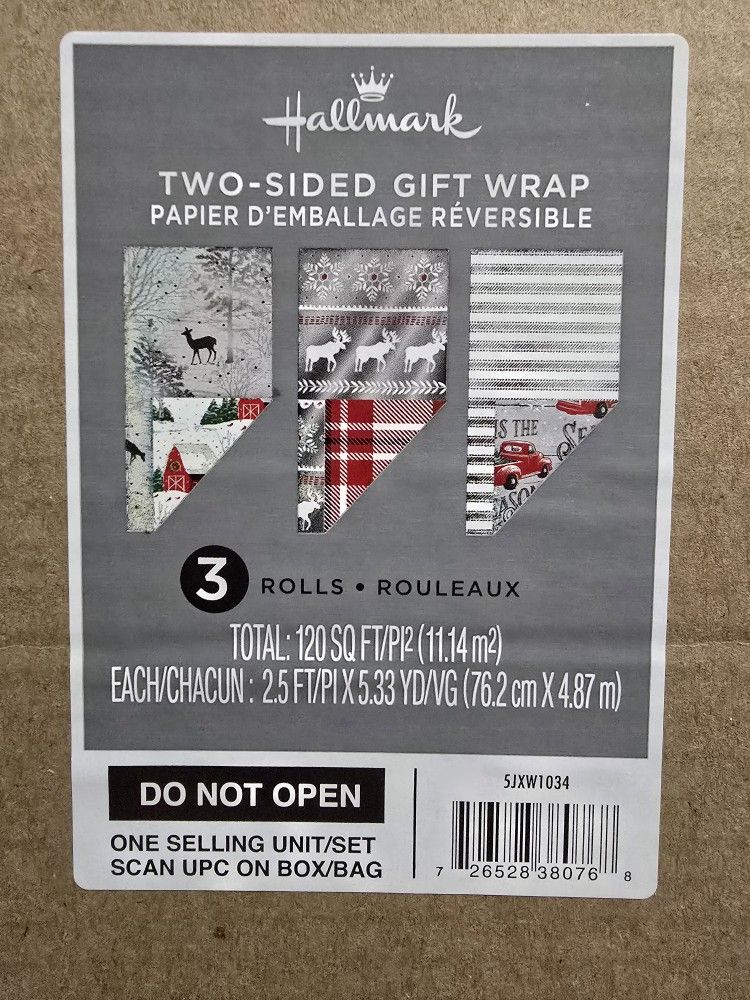 Hallmark
TWO-SIDED GIFT WRAP
PAPIER D'EMBALLAGE RÉVERSIBLE
IS THE
3 ROLLS • ROULEAUX
TOTAL: 120 SQ FT/PI² (11.14 m²)
EACH/CHACUN : 2.5 FT/PI X 5.33 YD/VG (76.2 cm X 4.87 m)
DO NOT OPEN
ONE SELLING UNIT/SET
SCAN UPC ON BOX/BAG
5JXW1034
7 26528 38076 8